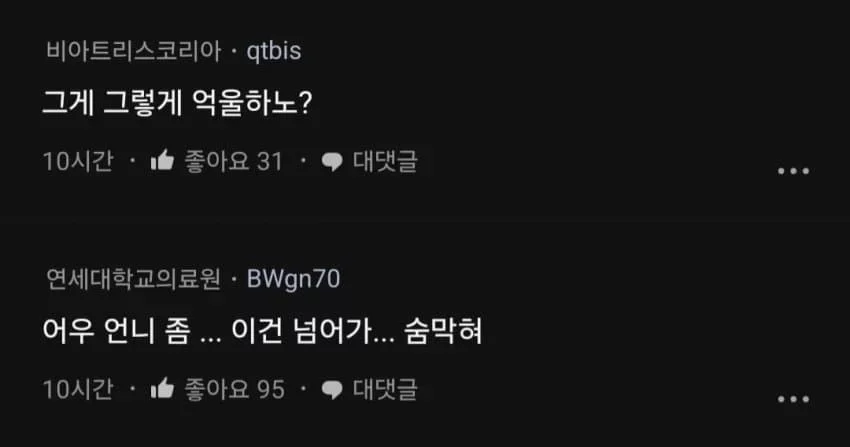 비아트리스코리아 · qtbis
그게 그렇게 억울하노?
10시간 · 좋아요 31 · 대댓글
연세대학교의료원 · BWgn70
어우 언니 좀 ... 이건 넘어가... 숨막혀
10시간 · 좋아요 95 · 대댓글